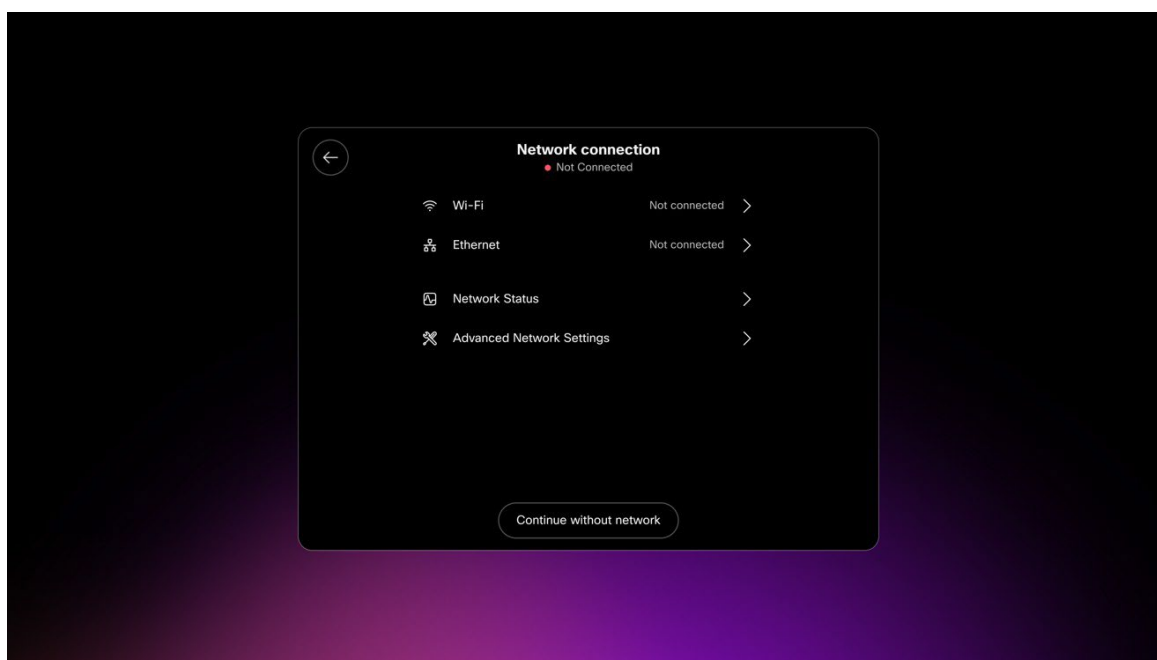 Network connection
Not Connected
Wi-Fi Not connected
Ethernet Not connected
Network Status
Advanced Network Settings
Continue without network